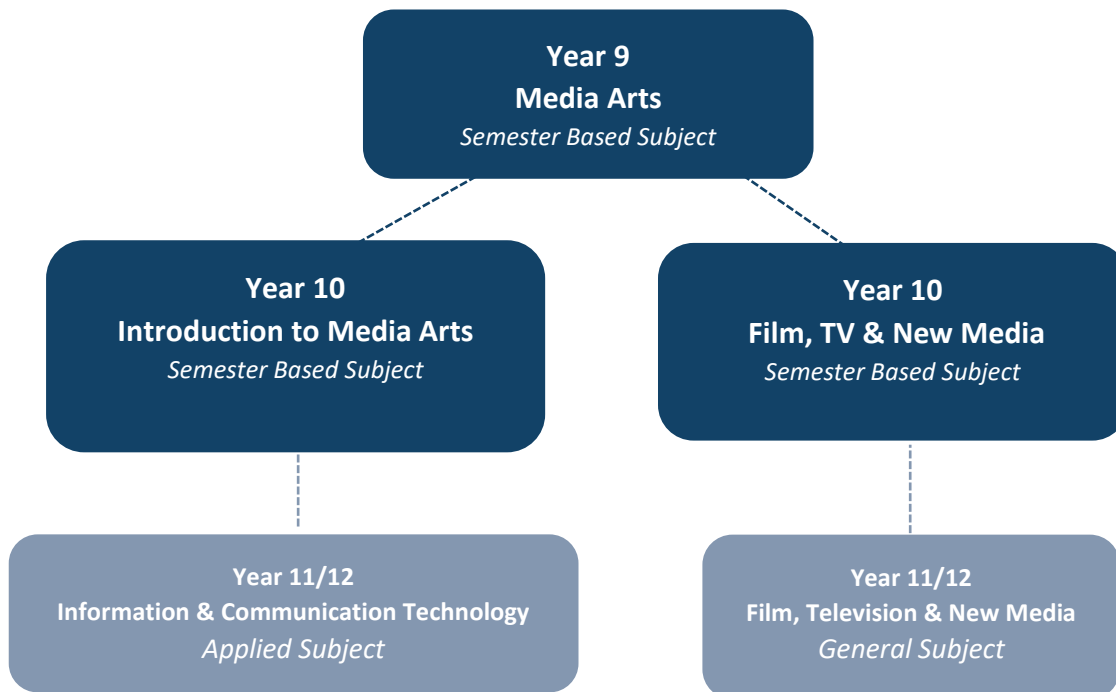 Year 9
Media Arts
Semester Based Subject
Year 10
Introduction to Media Arts
Semester Based Subject
Year 10
Film, TV & New Media
Semester Based Subject
Year 11/12
Information & Communication Technology
Applied Subject
Year 11/12
Film, Television & New Media
General Subject